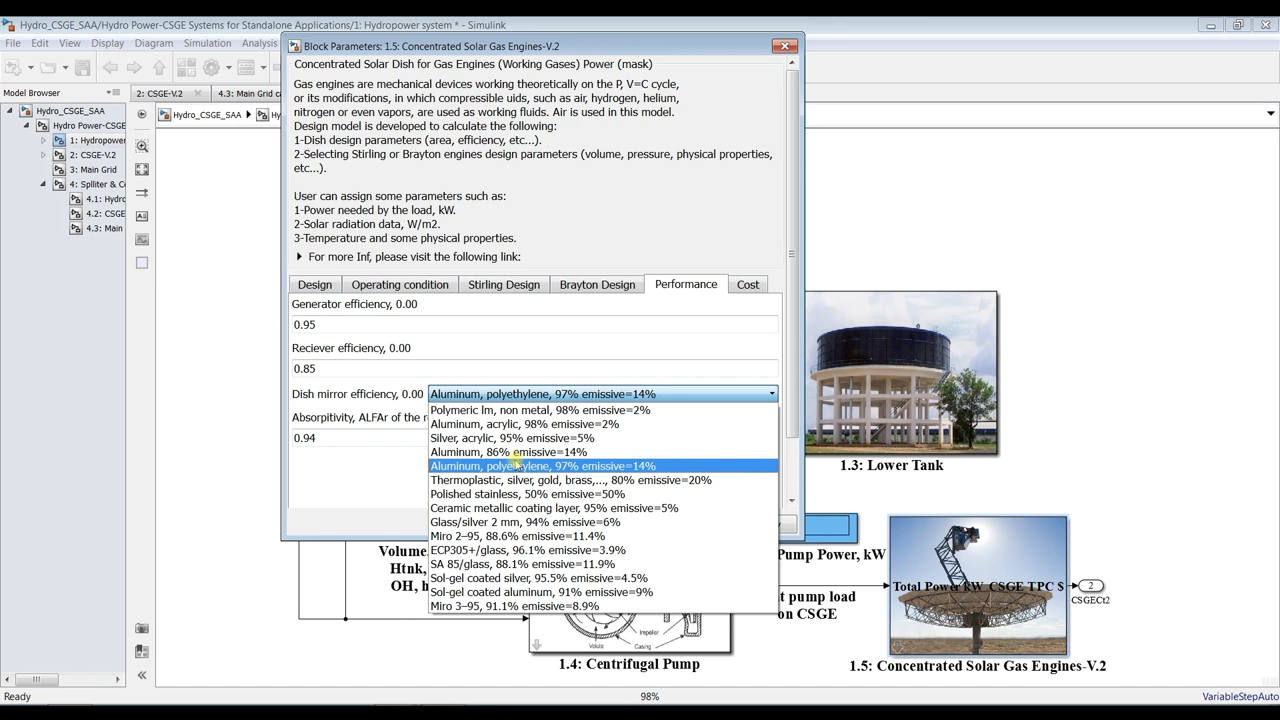 Hydro_CSGE_SAA/Hydro Power-CSGE Systems for Standalone Applications/1: Hydropower system * - Simulink
File Edit View Display Diagram Simulation Analysis
Model Browser
2: CSGE-V.2
4.3: Main Grid c
Hydro_CSGE_SAA
Hydro Power-CSGE
1: Hydropower
2: CSGE-V.2
3: Main Grid
4: Splliter & C
4.1: Hydro
4.2: CSGE
4.3: Main
Hydro_CSGE_SAA
Block Parameters: 1.5: Concentrated Solar Gas Engines-V.2
Concentrated Solar Dish for Gas Engines (Working Gases) Power (mask)
Gas engines are mechanical devices working theoretically on the P, V=C cycle,
or its modifications, in which compressible uids, such as air, hydrogen, helium,
nitrogen or even vapors, are used as working fluids. Air is used in this model.
Design model is developed to calculate the following:
1-Dish design parameters (area, efficiency, etc...).
2-Selecting Stirling or Brayton engines design parameters (volume, pressure, physical properties,
etc...).
User can assign some parameters such as:
1-Power needed by the load, kW.
2-Solar radiation data, W/m2.
3-Temperature and some physical properties.
For more Inf, please visit the following link:
Design Operating condition Stirling Design Brayton Design Performance Cost
Generator efficiency, 0.00
0.95
Reciever efficiency, 0.00
0.85
Dish mirror efficiency, 0.00 Aluminum, polyethylene, 97% emissive=14%
Absorpitivity, ALFAr of the r
0.94
Polymeric lm, non metal, 98% emissive=2%
Aluminum, acrylic, 98% emissive=2%
Silver, acrylic, 95% emissive=5%
Aluminum, 86% emissive=14%
Aluminum, polyethylene, 97% emissive=14%
Thermoplastic, silver, gold, brass,..., 80% emissive=20%
Polished stainless, 50% emissive=50%
Ceramic metallic coating layer, 95% emissive=5%
Glass/silver 2 mm, 94% emissive=6%
Miro 2–95, 88.6% emissive=11.4%
ECP305+/glass, 96.1% emissive=3.9%
SA 85/glass, 88.1% emissive=11.9%
Sol-gel coated silver, 95.5% emissive=4.5%
Sol-gel coated aluminum, 91% emissive=9%
Miro 3–95, 91.1% emissive=8.9%
1.3: Lower Tank
Volume
Htnk,
OH, h
Pump Power, kW
t pump load
on CSGE
Total Power kW CSGE TPC $
2
CSGECt2
Impeller
Volute
Casing
1.4: Centrifugal Pump
1.5: Concentrated Solar Gas Engines-V.2
Ready
98%
VariableStepAuto